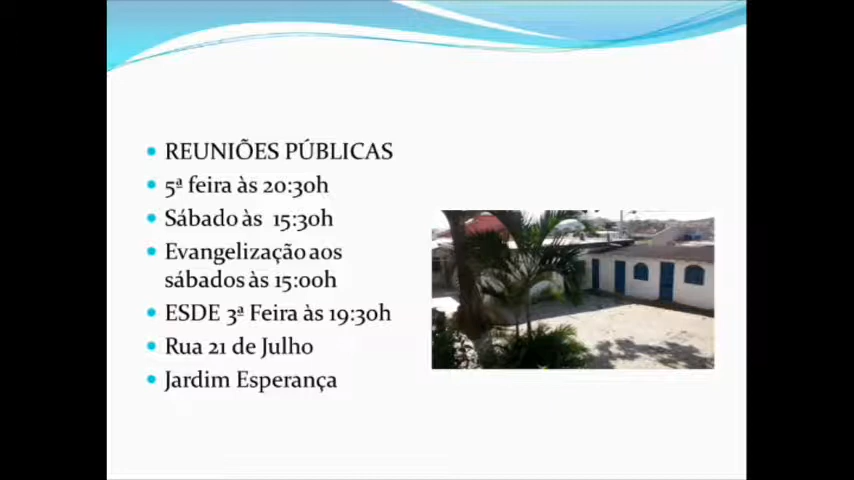 REUNIÕES PÚBLICAS
5ª feira às 20:30h
Sábado às 15:30h
Evangelização aos
sábados às 15:00h
ESDE 3ª Feira às 19:30h
Rua 21 de Julho
Jardim Esperança